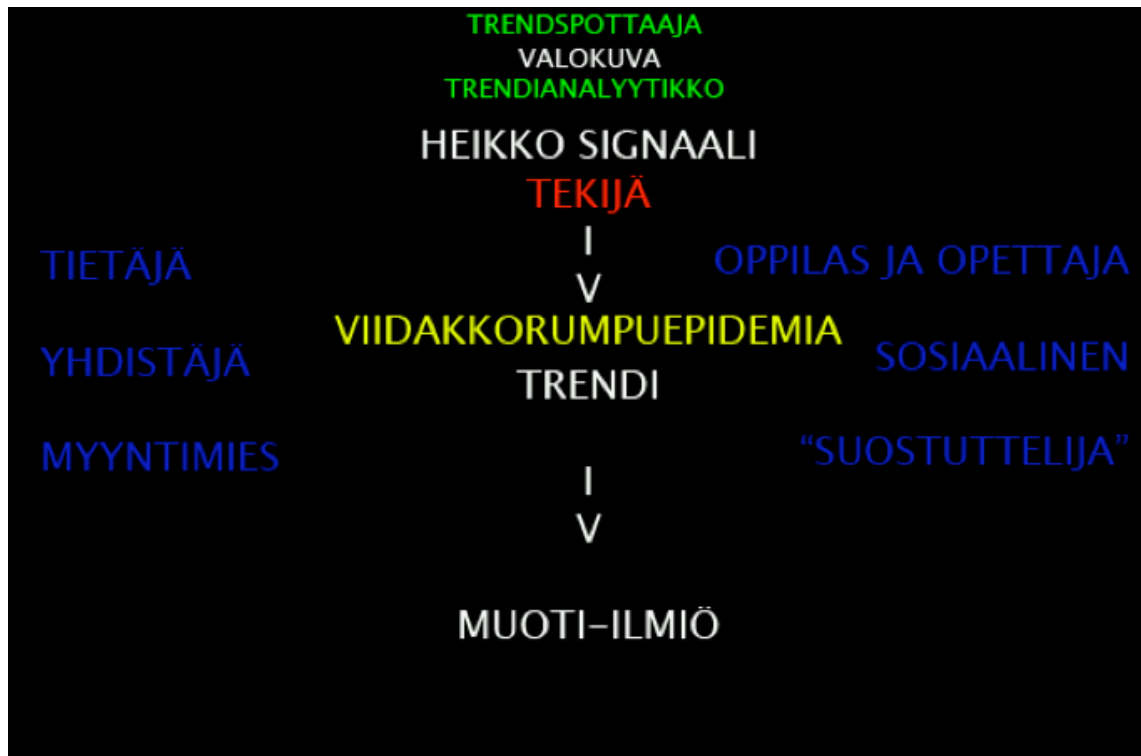 TRENDSPOTTAAJA
VALOKUVA
TRENDIANALYYTIKKO
HEIKKO SIGNAALI
TEKIJÄ
I
V
TIETÄJÄ
OPPILAS JA OPETTAJA
VIIDAKKORUMPUEPIDEMIA
YHDISTÄJÄ
SOSIAALINEN
TRENDI
MYYNTIMIES
“SUOSTUTTELIJA”
I
V
MUOTI-ILMIÖ